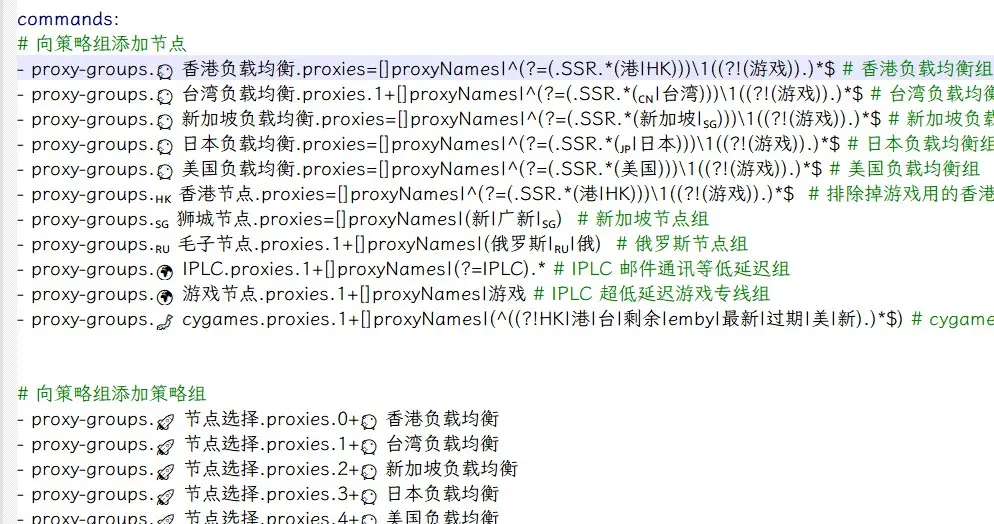 commands:
# 向策略组添加节点
- proxy-groups.🔮 香港负载均衡.proxies=[]proxyNames|^(?=(.SSR.*(港|HK)))\1((?!(游戏)).)*$ # 香港负载均衡组
- proxy-groups.🔮 台湾负载均衡.proxies.1+[]proxyNames|^(?=(.SSR.*(🇨🇳|台湾)))\1((?!(游戏)).)*$ # 台湾负载均衡
- proxy-groups.🔮 新加坡负载均衡.proxies=[]proxyNames|^(?=(.SSR.*(新加坡|🇸🇬)))\1((?!(游戏)).)*$ # 新加坡负载
- proxy-groups.🔮 日本负载均衡.proxies=[]proxyNames|^(?=(.SSR.*(🇯🇵|日本)))\1((?!(游戏)).)*$ # 日本负载均衡组
- proxy-groups.🔮 美国负载均衡.proxies=[]proxyNames|^(?=(.SSR.*(美国)))\1((?!(游戏)).)*$ # 美国负载均衡组
- proxy-groups.🇭🇰 香港节点.proxies=[]proxyNames|^(?=(.SSR.*(港|HK)))\1((?!(游戏)).)*$ # 排除掉游戏用的香港
- proxy-groups.🇸🇬 狮城节点.proxies=[]proxyNames|(新|广新|🇸🇬) # 新加坡节点组
- proxy-groups.🇷🇺 毛子节点.proxies.1+[]proxyNames|(俄罗斯|🇷🇺|俄) # 俄罗斯节点组
- proxy-groups.🌍 IPLC.proxies.1+[]proxyNames|(?=IPLC).* # IPLC 邮件通讯等低延迟组
- proxy-groups.🌍 游戏节点.proxies.1+[]proxyNames|游戏 # IPLC 超低延迟游戏专线组
- proxy-groups. cygames.proxies.1+[]proxyNames|(^((?!HK|港|台|剩余|emby|最新|过期|美|新).)*$) # cygame
# 向策略组添加策略组
- proxy-groups.🚀 节点选择.proxies.0+🔮 香港负载均衡
- proxy-groups.🚀 节点选择.proxies.1+🔮 台湾负载均衡
- proxy-groups.🚀 节点选择.proxies.2+🔮 新加坡负载均衡
- proxy-groups.🚀 节点选择.proxies.3+🔮 日本负载均衡
- proxy-groups.🚀 节点选择.proxies.4+🔮 美国负载均衡